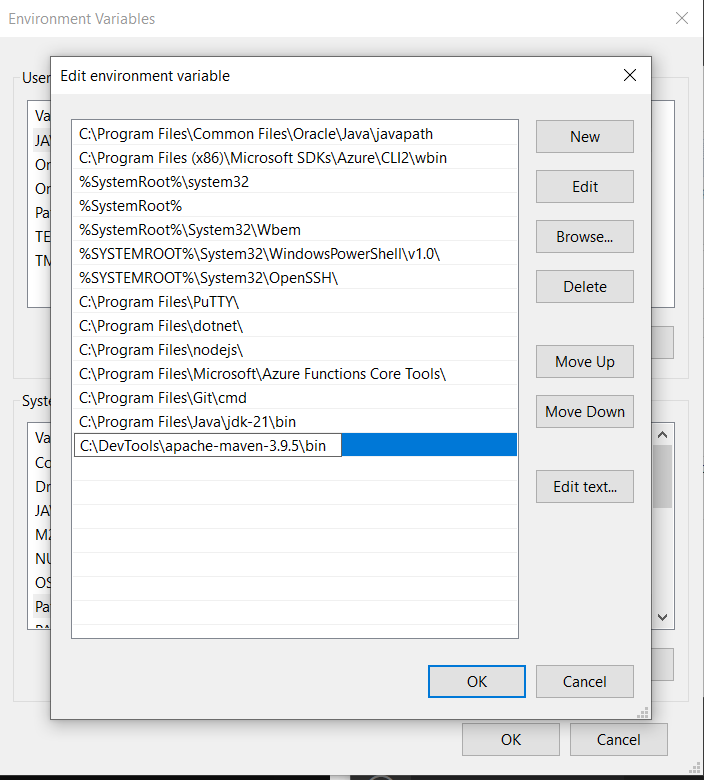 Environment Variables
Edit environment variable
User
Va
JA
On
On
Pa
TE
TM
C:\Program Files\Common Files\Oracle\Java\javapath
C:\Program Files (x86)\Microsoft SDKs\Azure\CLI2\wbin
%SystemRoot%\system32
%SystemRoot%
%SystemRoot%\System32\Wbem
%SYSTEMROOT%\System32\WindowsPowerShell\v1.0\
%SYSTEMROOT%\System32\OpenSSH\
C:\Program Files\PuTTY\
C:\Program Files\dotnet\
C:\Program Files\nodejs\
C:\Program Files\Microsoft\Azure Functions Core Tools\
C:\Program Files\Git\cmd
C:\Program Files\Java\jdk-21\bin
C:\DevTools\apache-maven-3.9.5\bin
New
Edit
Browse...
Delete
Move Up
Move Down
Edit text...
Syste
Va
Co
Dr
JA
M2
NU
OS
Pa
OK
Cancel
OK
Cancel